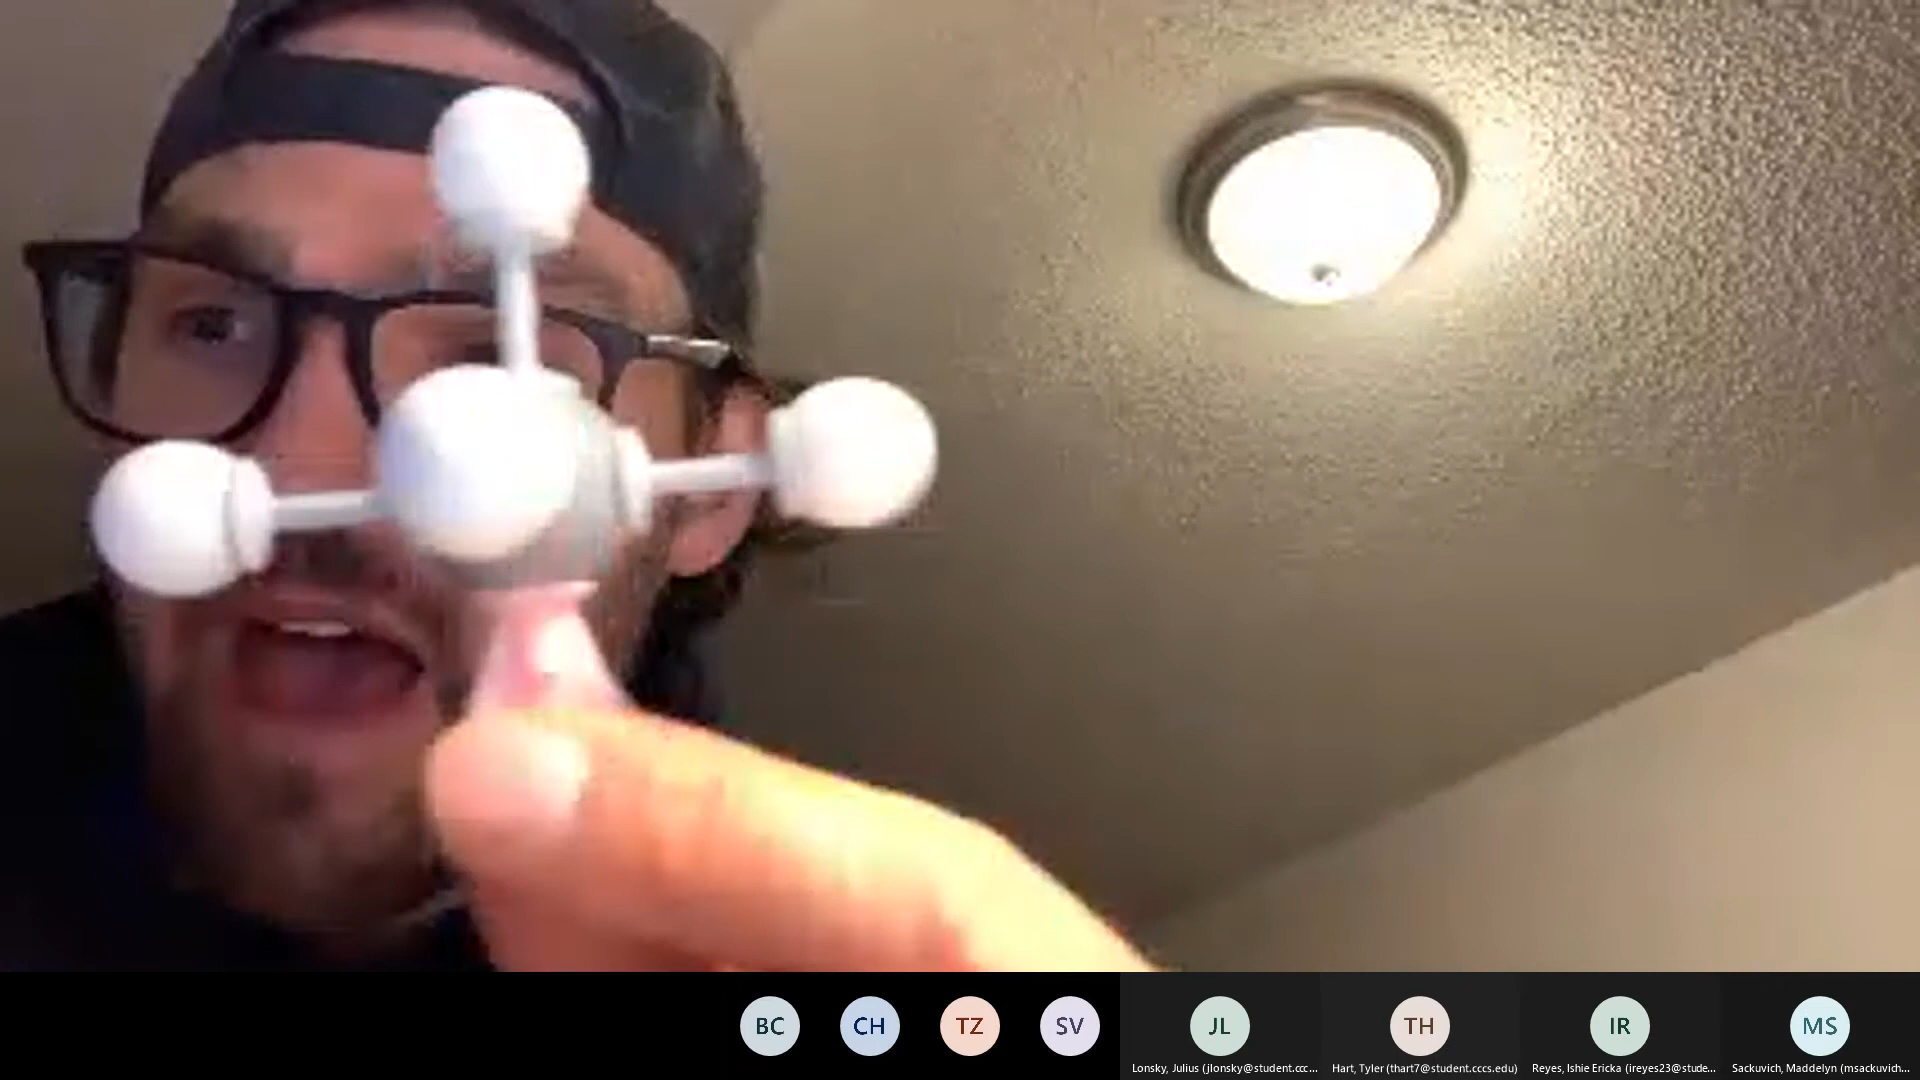 BC
CH
TZ
SV
JL
TH
IR
MS
Lonsky, Julius (jlonsky@student.ccc...
Hart, Tyler (thart7@student.cccs.edu)
Reyes, Ishie Ericka (ireyes23@stude...
Sackuvich, Maddelyn (msackuvich...